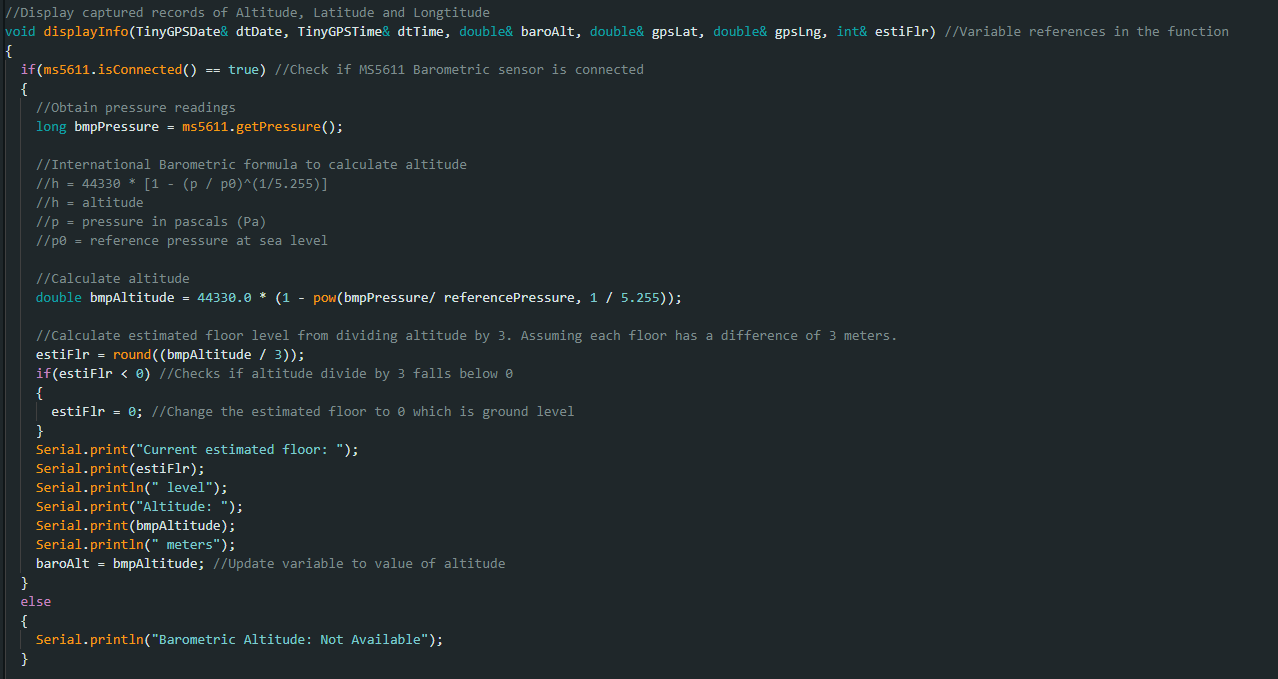 //Display captured records of Altitude, Latitude and Longtitude
void displayInfo(TinyGPSDate& dtDate, TinyGPSTime& dtTime, double& baroAlt, double& gpsLat, double& gpsLng, int& estiFlr) //Variable references in the function
{
if(ms5611.isConnected() == true) //Check if MS5611 Barometric sensor is connected
{
//Obtain pressure readings
long bmpPressure = ms5611.getPressure();
//International Barometric formula to calculate altitude
//h = 44330 * [1 - (p / p0)^(1/5.255)]
//h = altitude
//p = pressure in pascals (Pa)
//p0 = reference pressure at sea level
//Calculate altitude
double bmpAltitude = 44330.0 * (1 - pow(bmpPressure/ referencePressure, 1 / 5.255));
//Calculate estimated floor level from dividing altitude by 3. Assuming each floor has a difference of 3 meters.
estiFlr = round((bmpAltitude / 3));
if(estiFlr < 0) //Checks if altitude divide by 3 falls below 0
{
estiFlr = 0; //Change the estimated floor to 0 which is ground level
}
Serial.print("Current estimated floor: ");
Serial.print(estiFlr);
Serial.println(" level");
Serial.print("Altitude: ");
Serial.print(bmpAltitude);
Serial.println(" meters");
baroAlt = bmpAltitude; //Update variable to value of altitude
}
else
{
Serial.println("Barometric Altitude: Not Available");
}